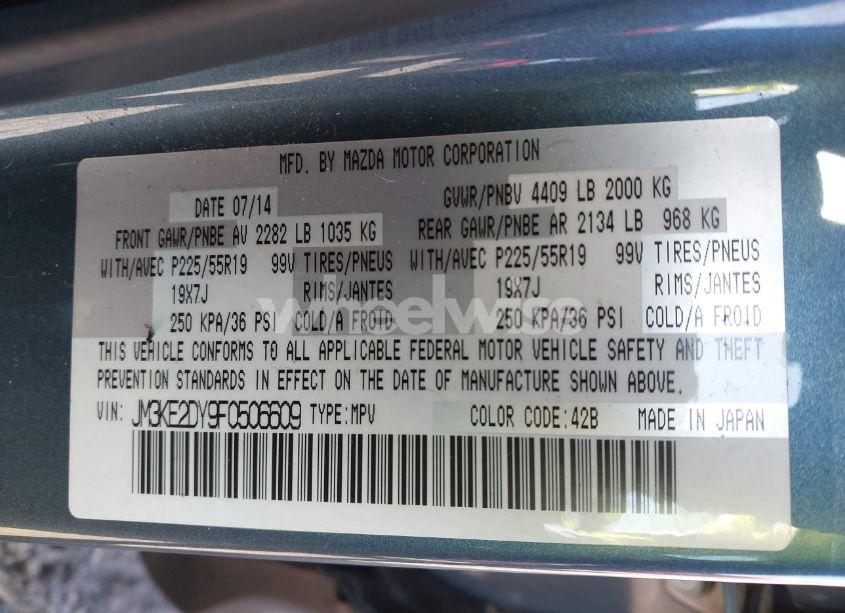 MFD. BY MAZDA MOTOR CORPORATION
DATE 07/14 GVWR/PNBV 4409 LB 2000 KG
FRONT GAWR/PNBE AV 2282 LB 1035 KG REAR GAWR/PNBE AR 2134 LB 968 KG
WITH/AVEC P225/55R19 99V TIRES/PNEUS WITH/AVEC P225/55R19 99V TIRES/PNEUS
19X7J RIMS/JANTES 19X7J RIMS/JANTES
250 KPA/36 PSI COLD/A FROID 250 KPA/36 PSI COLD/A FROID
wheelwiss
THIS VEHICLE CONFORMS TO ALL APPLICABLE FEDERAL MOTOR VEHICLE SAFETY AND THEFT
PREVENTION STANDARDS IN EFFECT ON THE DATE OF MANUFACTURE SHOWN ABOVE.
VIN: JM3KE2DY9F0506609 TYPE:MPV COLOR CODE:42B MADE IN JAPAN